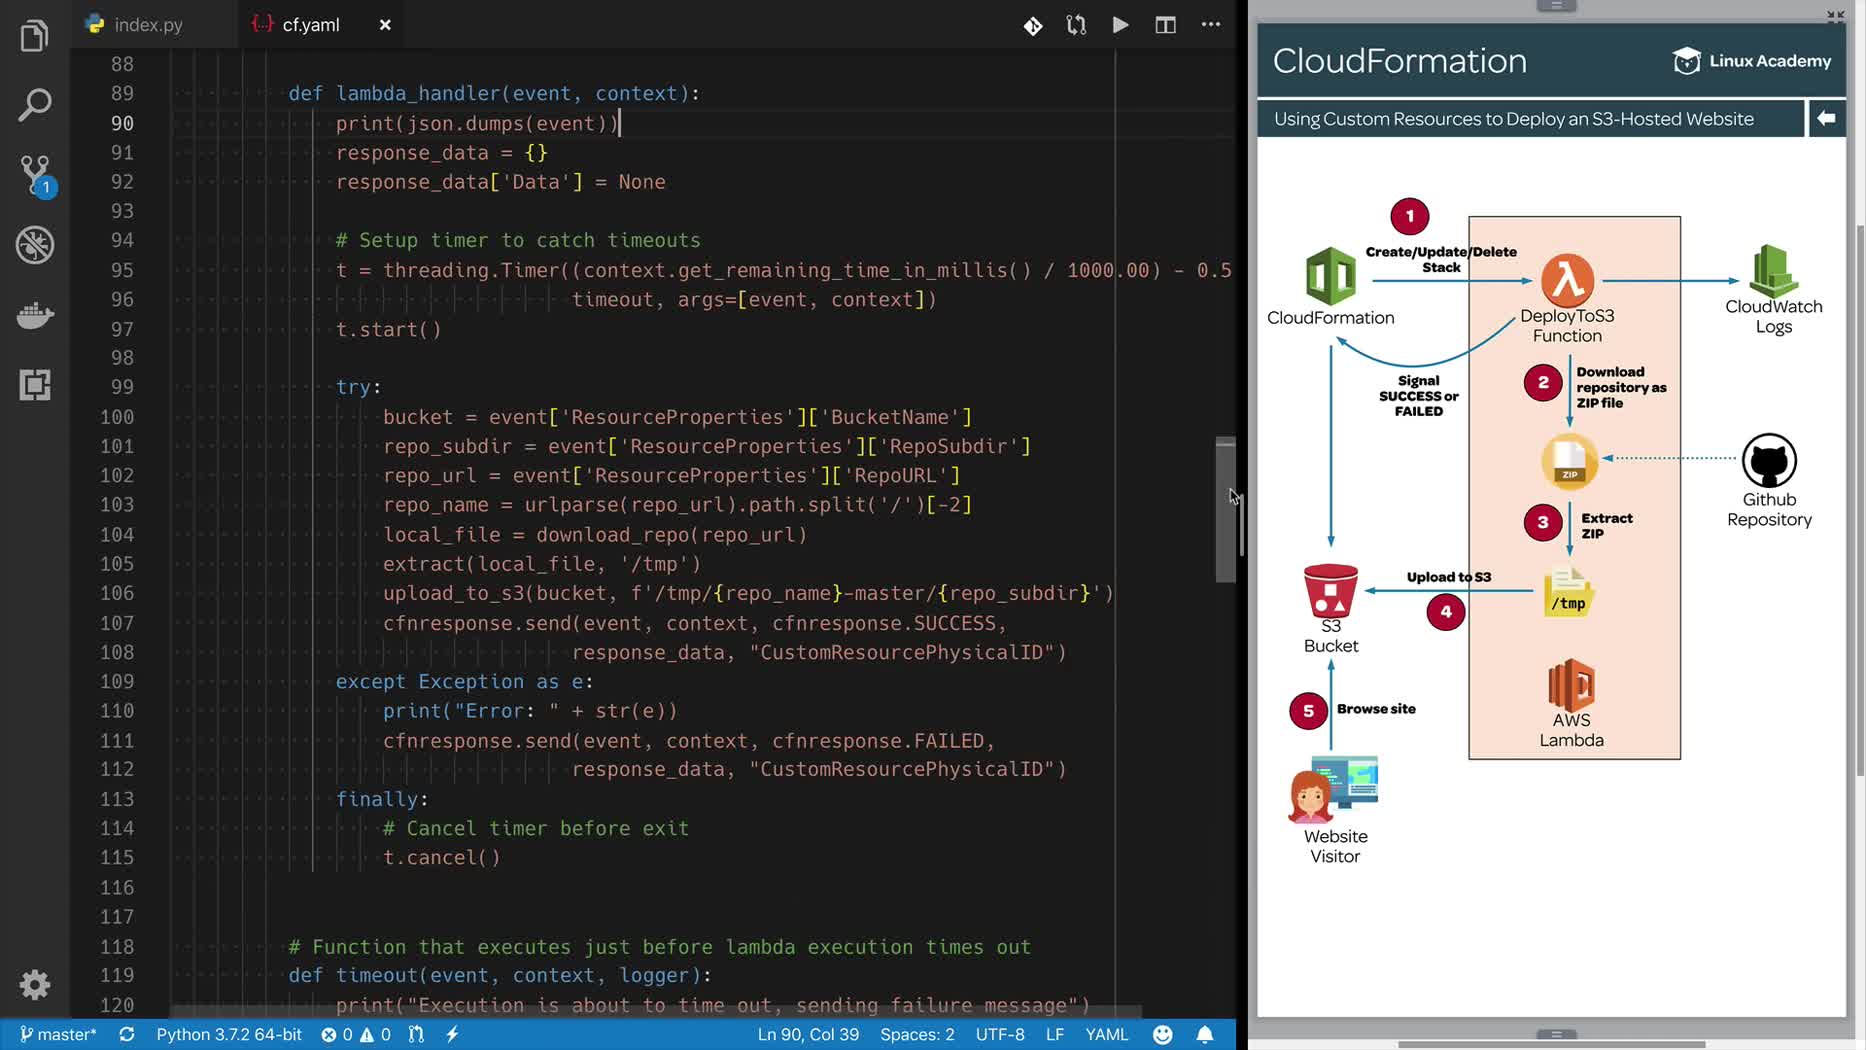 index.py
{..} cf.yaml ×
88
89 def lambda_handler(event, context):
90 print(json.dumps(event))
91 response_data = {}
92 response_data['Data'] = None
93
94 # Setup timer to catch timeouts
95 t = threading.Timer((context.get_remaining_time_in_millis() / 1000.00) - 0.5
96 timeout, args=[event, context])
97 t.start()
98
99 try:
100 bucket = event['ResourceProperties']['BucketName']
101 repo_subdir = event['ResourceProperties']['RepoSubdir']
102 repo_url = event['ResourceProperties']['RepoURL']
103 repo_name = urlparse(repo_url).path.split('/')[-2]
104 local_file = download_repo(repo_url)
105 extract(local_file, '/tmp')
106 upload_to_s3(bucket, f'/tmp/{repo_name}-master/{repo_subdir}')
107 cfnresponse.send(event, context, cfnresponse.SUCCESS,
108 response_data, "CustomResourcePhysicalID")
109 except Exception as e:
110 print("Error: " + str(e))
111 cfnresponse.send(event, context, cfnresponse.FAILED,
112 response_data, "CustomResourcePhysicalID")
113 finally:
114 # Cancel timer before exit
115 t.cancel()
116
117
118 # Function that executes just before lambda execution times out
119 def timeout(event, context, logger):
120 print("Execution is about to time out, sending failure message")
1
master* Python 3.7.2 64-bit 0 0 Ln 90, Col 39 Spaces: 2 UTF-8 LF YAML
CloudFormation
Linux Academy
Using Custom Resources to Deploy an S3-Hosted Website
1
Create/Update/Delete
Stack
CloudFormation
DeployToS3
Function
CloudWatch
Logs
Signal
SUCCESS or
FAILED
2
Download
repository as
ZIP file
ZIP
Github
Repository
3
Extract
ZIP
Upload to S3
4
/tmp
S3
Bucket
5
Browse site
AWS
Lambda
Website
Visitor